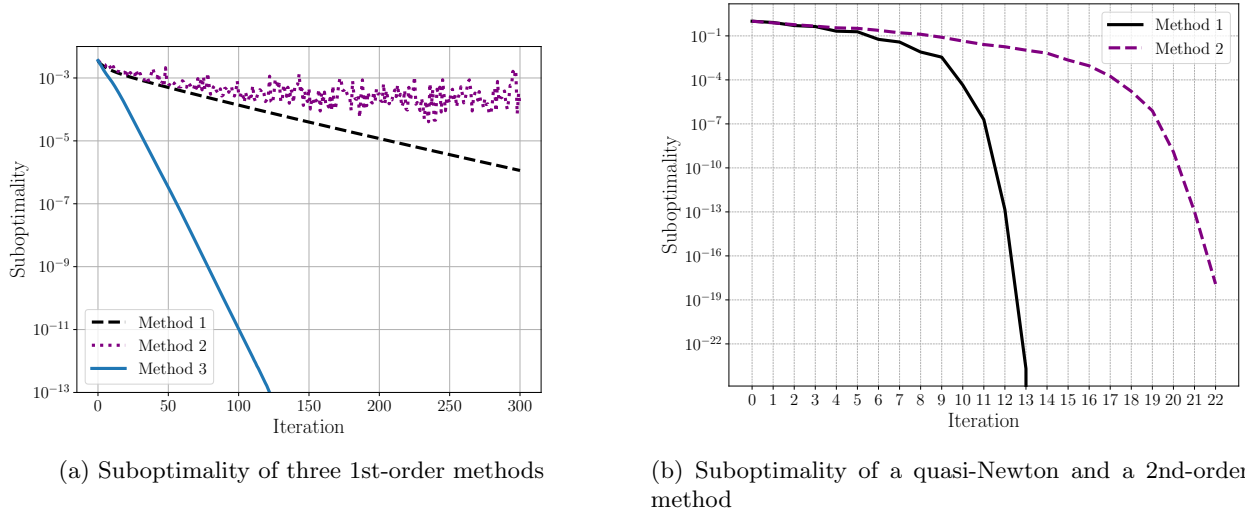 10⁻³
10⁻⁵
10⁻⁷
10⁻⁹
10⁻¹¹
10⁻¹³
Suboptimality
Method 1
Method 2
Method 3
0 50 100 150 200 250 300
Iteration
(a) Suboptimality of three 1st-order methods
10⁻¹
10⁻⁴
10⁻⁷
10⁻¹⁰
10⁻¹³
10⁻¹⁶
10⁻¹⁹
10⁻²²
Suboptimality
Method 1
Method 2
0 1 2 3 4 5 6 7 8 9 10 11 12 13 14 15 16 17 18 19 20 21 22
Iteration
(b) Suboptimality of a quasi-Newton and a 2nd-order
method